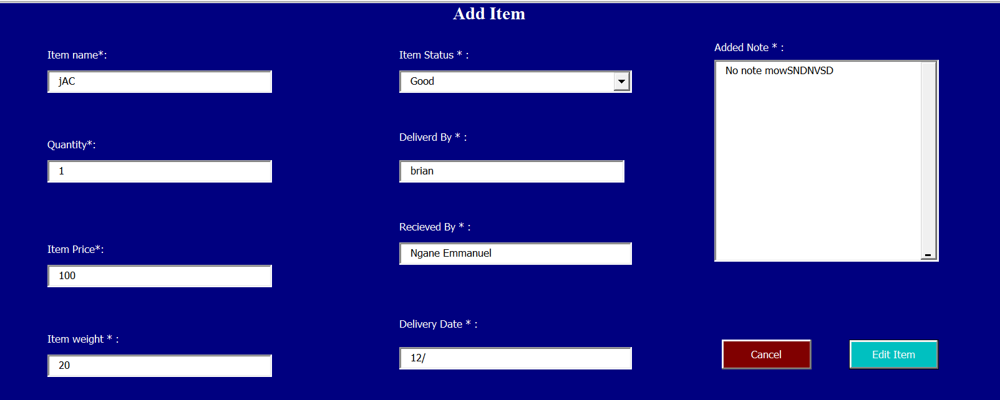 Add Item
Item name*:
jAC
Quantity*:
1
Item Price*:
100
Item weight * :
20
Item Status * :
Good
Deliverd By * :
brian
Recieved By * :
Ngane Emmanuel
Delivery Date * :
12/
Added Note * :
No note mowSNDNVSD
Cancel
Edit Item